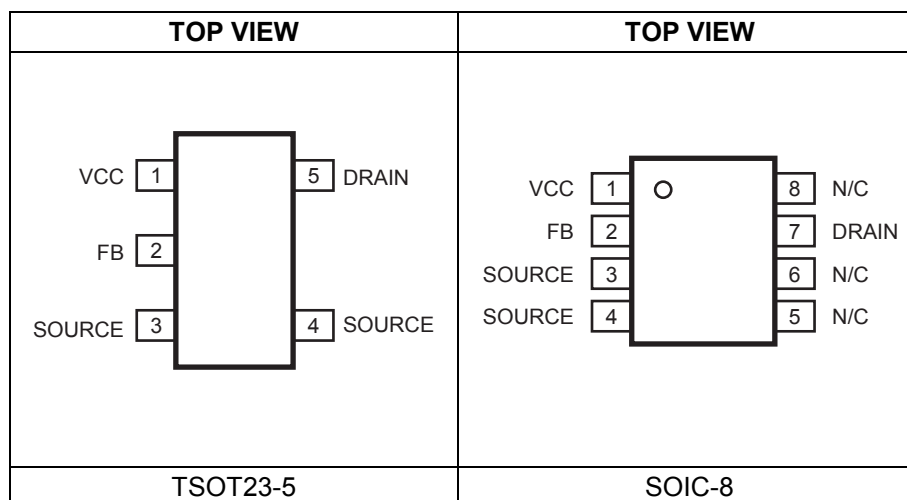 TOP VIEW
TOP VIEW
VCC 1
5 DRAIN
FB 2
SOURCE 3
4 SOURCE
VCC 1
8 N/C
FB 2
7 DRAIN
SOURCE 3
6 N/C
SOURCE 4
5 N/C
TSOT23-5
SOIC-8